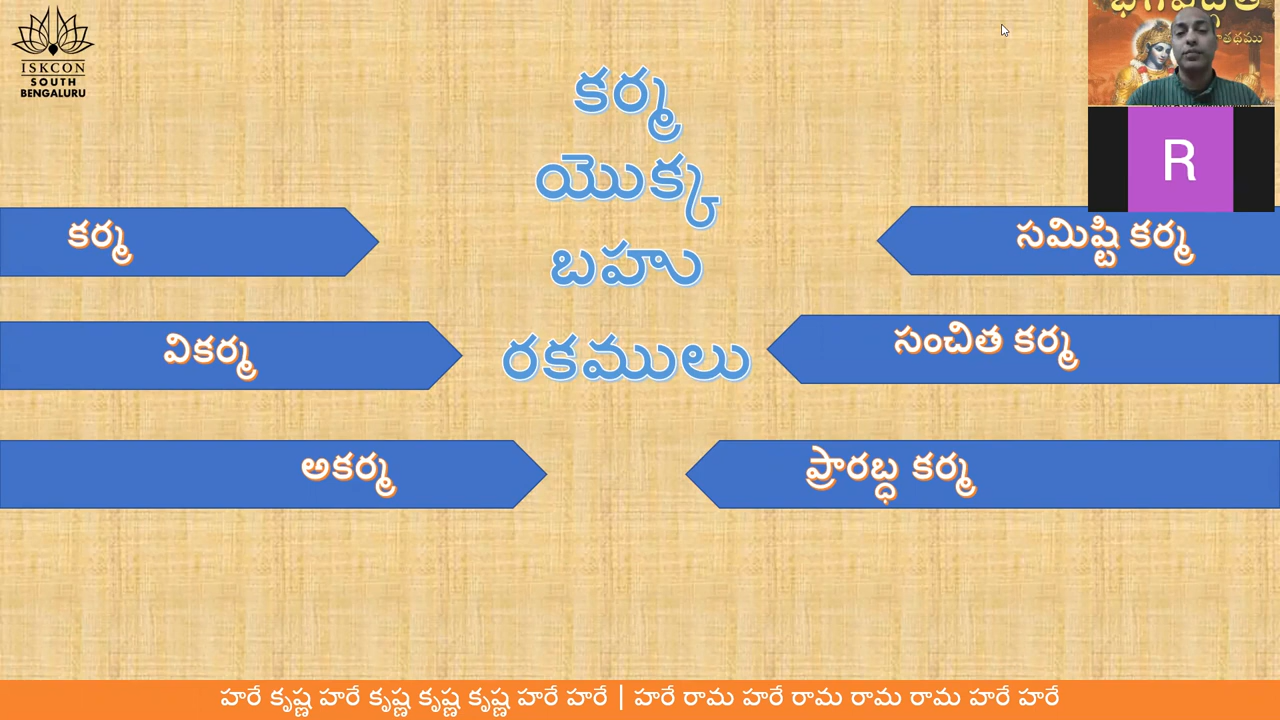 ISKCON
SOUTH
BENGALURU
కర్మ
యొక్క
బహు
రకములు
కర్మ
వికర్మ
అకర్మ
సమిష్టి కర్మ
సంచిత కర్మ
ప్రారబ్ధ కర్మ
R
హరే కృష్ణ హరే కృష్ణ కృష్ణ కృష్ణ హరే హరే | హరే రామ హరే రామ రామ రామ హరే హరే